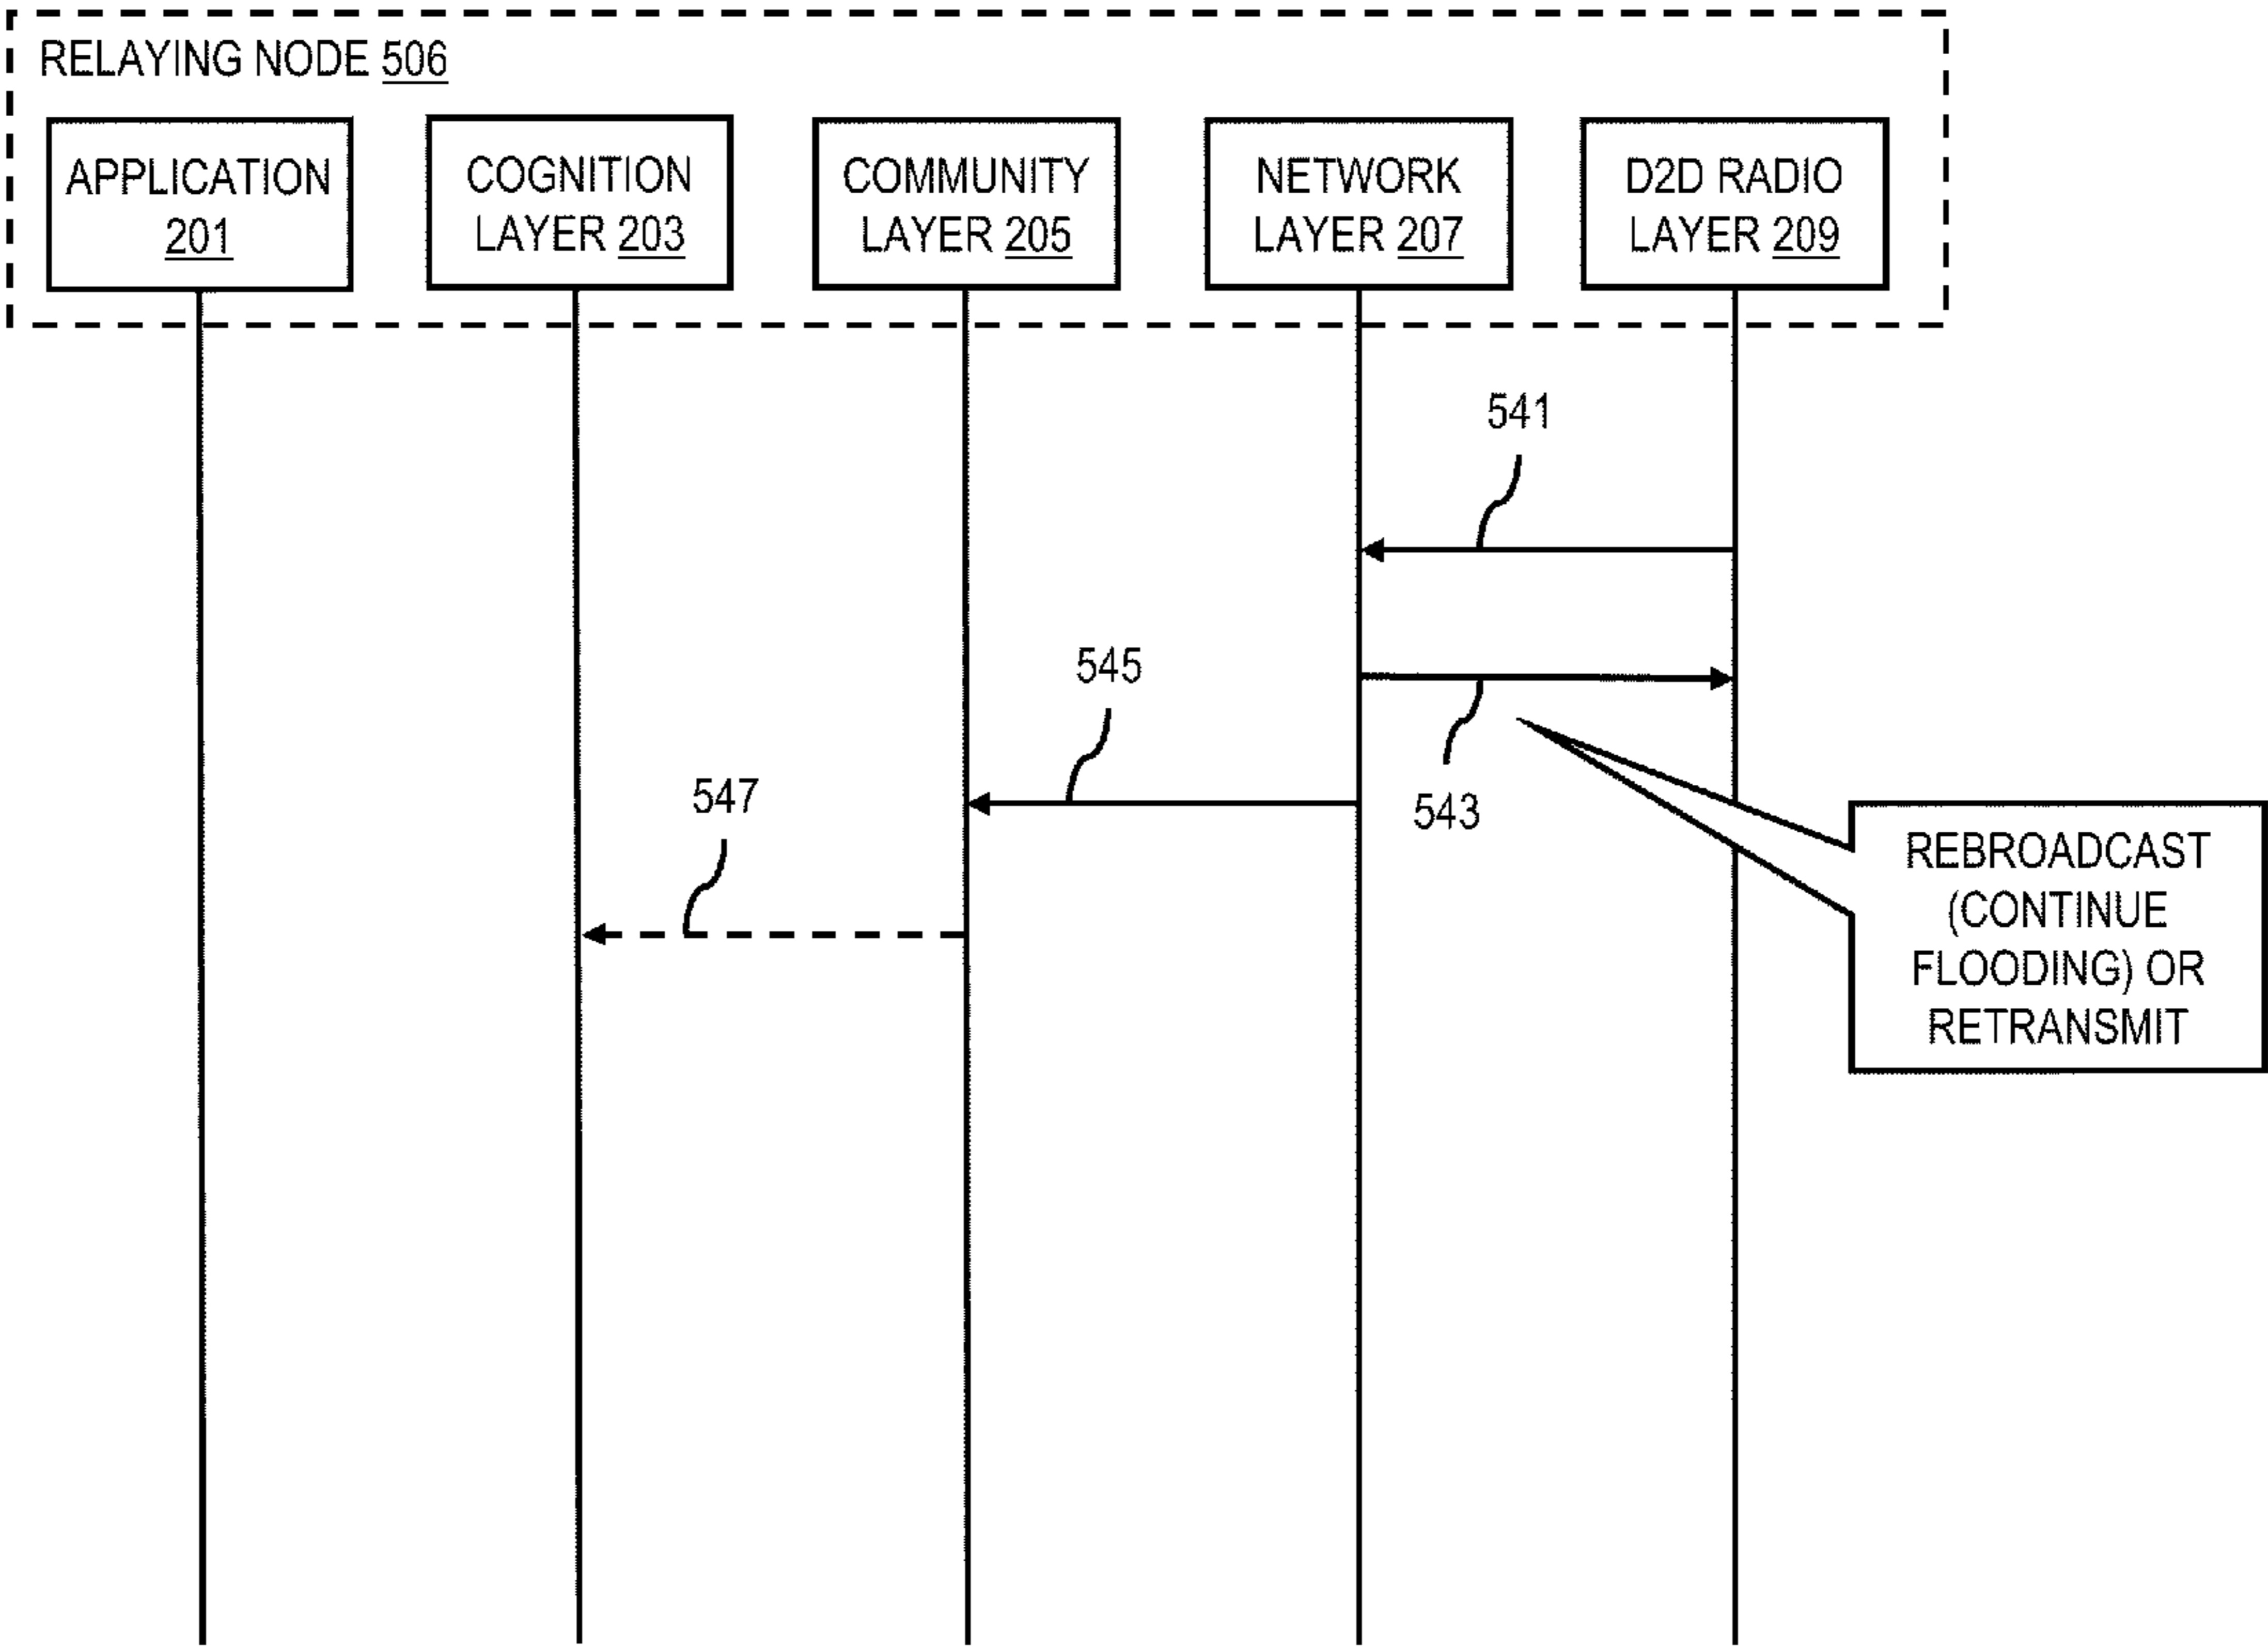 RELAYING NODE 506
APPLICATION
201
COGNITION
LAYER 203
COMMUNITY
LAYER 205
NETWORK
LAYER 207
D2D RADIO
LAYER 209
541
545
547
543
REBROADCAST
(CONTINUE
FLOODING) OR
RETRANSMIT